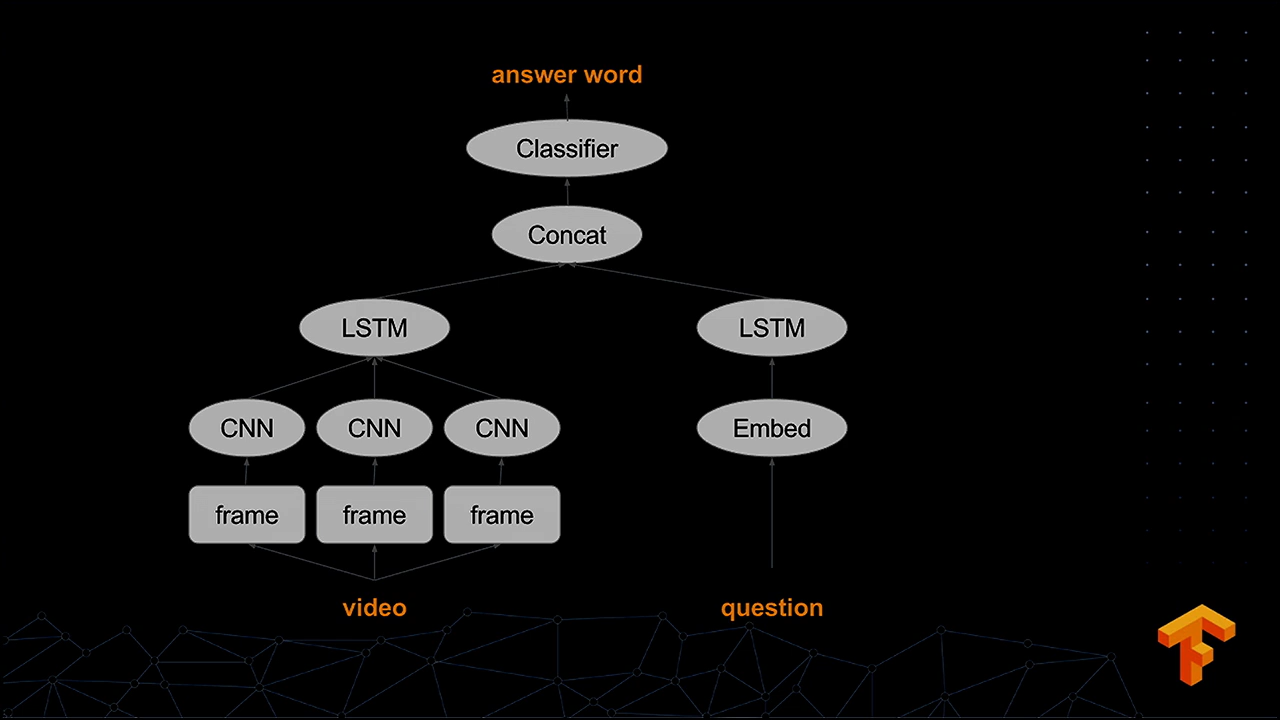 answer word
Classifier
Concat
LSTM LSTM
CNN CNN CNN Embed
frame frame frame
video question